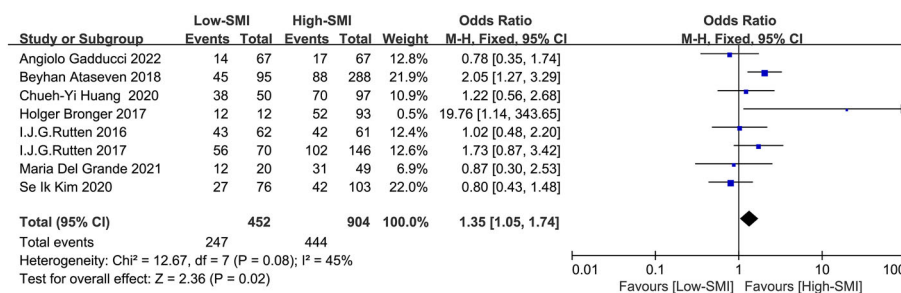 Low-SMI High-SMI Odds Ratio Odds Ratio
Study or Subgroup Events Total Events Total Weight M-H, Fixed, 95% CI M-H, Fixed, 95% CI
Angiolo Gadducci 2022 14 67 17 67 12.8% 0.78 [0.35, 1.74]
Beyhan Ataseven 2018 45 95 88 288 21.9% 2.05 [1.27, 3.29]
Chueh-Yi Huang 2020 38 50 70 97 10.9% 1.22 [0.56, 2.68]
Holger Bronger 2017 12 12 52 93 0.5% 19.76 [1.14, 343.65]
I.J.G.Rutten 2016 43 62 42 61 12.4% 1.02 [0.48, 2.20]
I.J.G.Rutten 2017 56 70 102 146 12.6% 1.73 [0.87, 3.42]
Maria Del Grande 2021 12 20 31 49 6.9% 0.87 [0.30, 2.53]
Se Ik Kim 2020 27 76 42 103 22.0% 0.80 [0.43, 1.48]
Total (95% CI) 452 904 100.0% 1.35 [1.05, 1.74]
Total events 247 444
Heterogeneity: Chi² = 12.67, df = 7 (P = 0.08); I² = 45%
Test for overall effect: Z = 2.36 (P = 0.02)
0.01 0.1 1 10 100
Favours [Low-SMI] Favours [High-SMI]